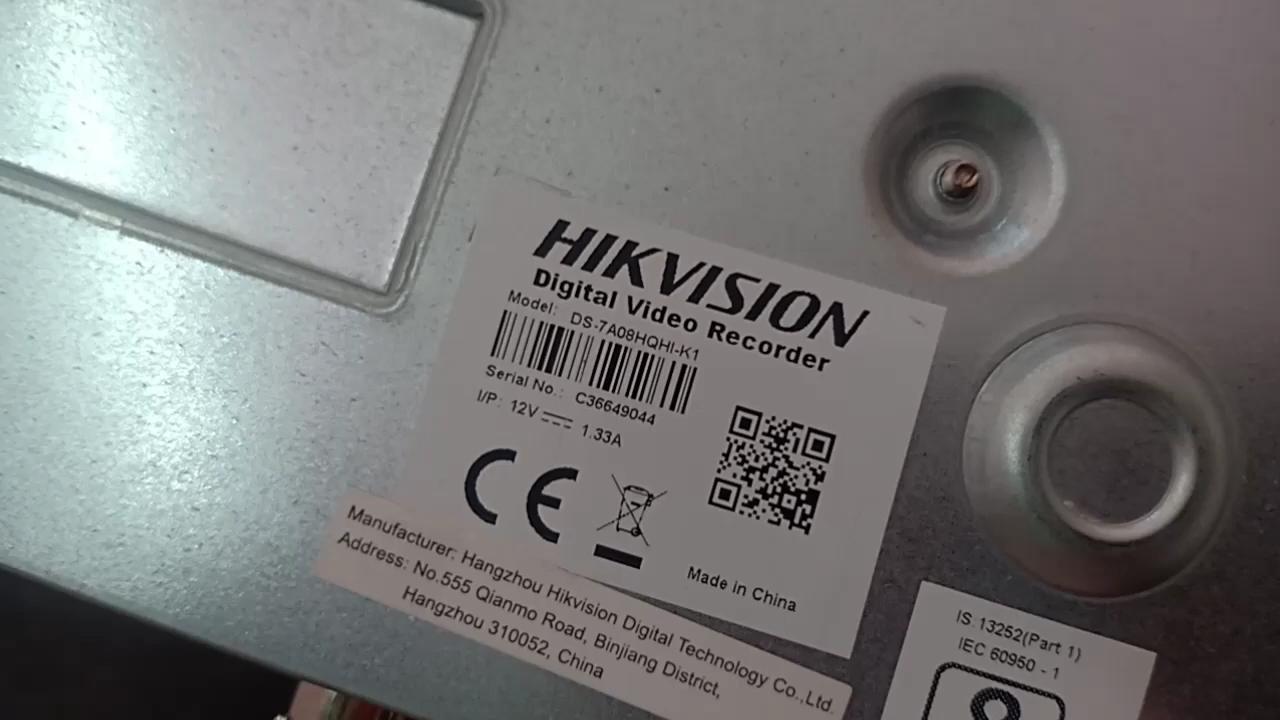 HIKVISION
Digital Video Recorder
Model: DS-7A08HQHI-K1
Serial No.: C36649044
I/P: 12V 1.33A
CE
Made in China
Manufacturer: Hangzhou Hikvision Digital Technology Co.,Ltd.
Address: No.555 Qianmo Road, Binjiang District,
Hangzhou 310052, China
IS 13252(Part 1)
IEC 60950 - 1